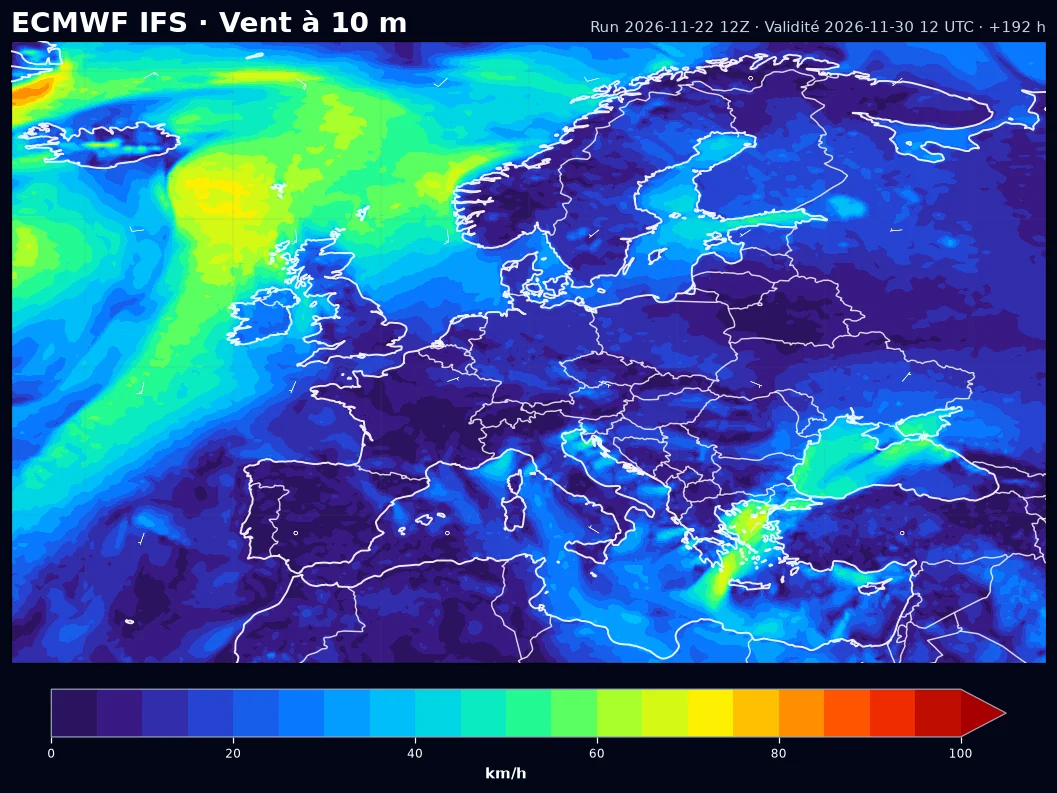 ECMWF IFS · Vent à 10 m
Run 2026-11-22 12Z · Validité 2026-11-30 12 UTC · +192 h
0 20 40 60 80 100
km/h